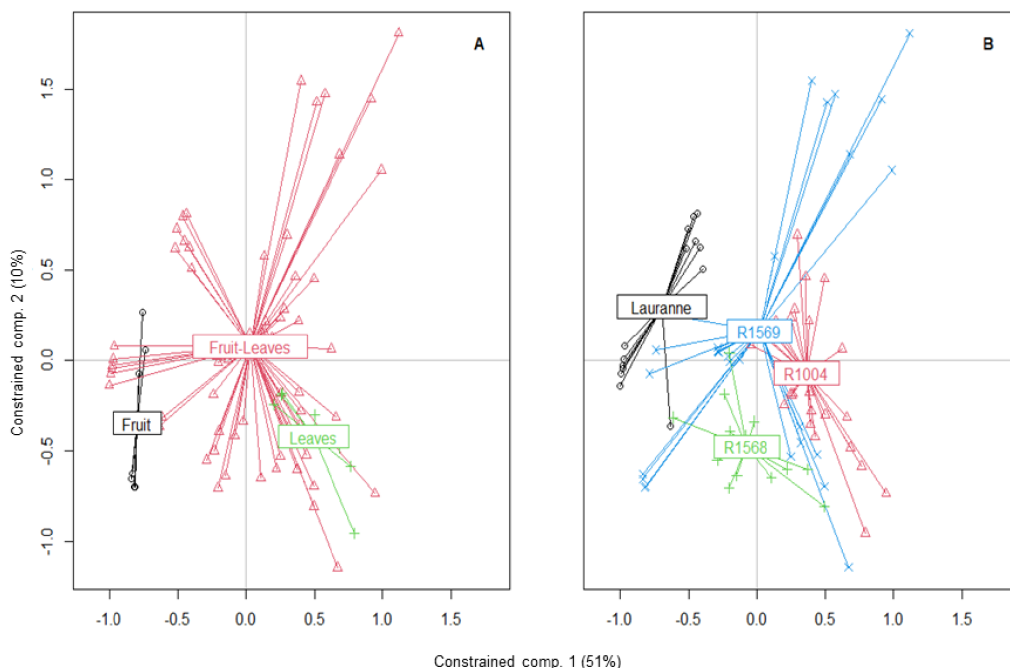 A
B
1.5
1.0
0.5
0.0
-0.5
-1.0
Constrained comp. 2 (10%)
Fruit-Leaves
Fruit
Leaves
Lauranne
R1569
R1004
R1568
-1.0 -0.5 0.0 0.5 1.0 1.5
-1.0 -0.5 0.0 0.5 1.0 1.5
Constrained comp. 1 (51%)